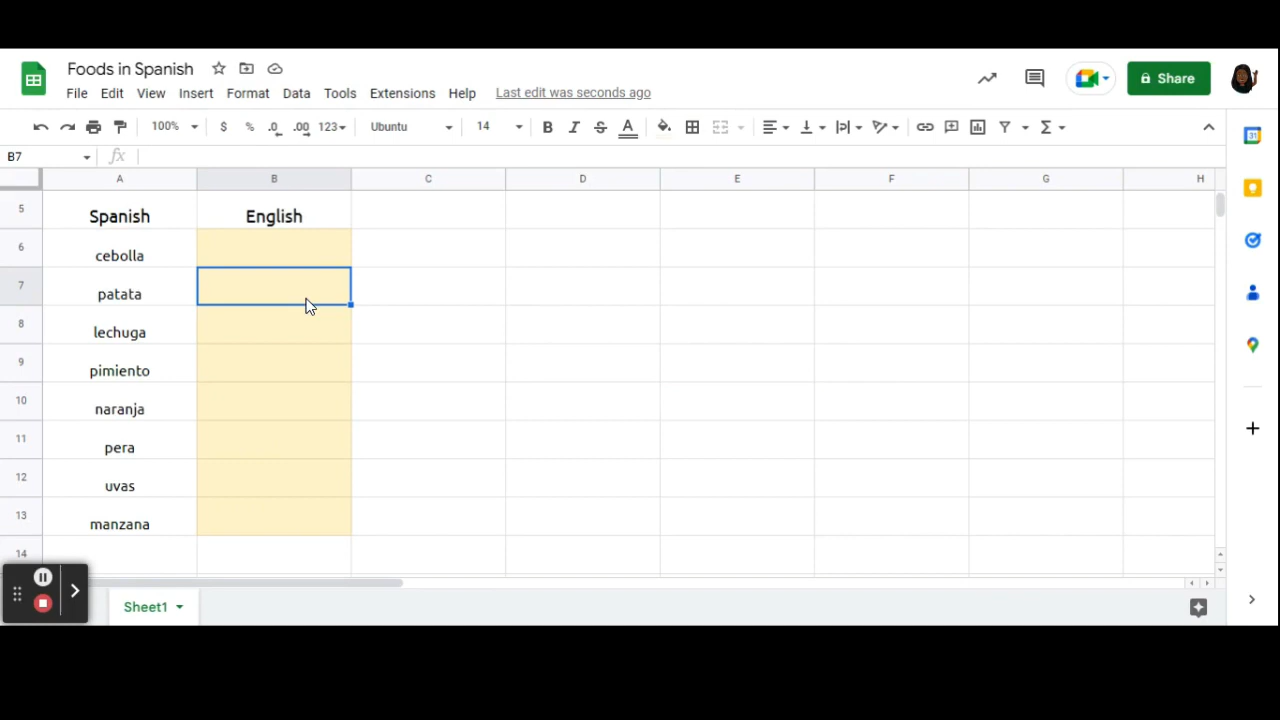 Foods in Spanish
File Edit View Insert Format Data Tools Extensions Help Last edit was seconds ago
Share
100% $ % .0 .00 123 Ubuntu 14 B I S A
B7 fx
A B C D E F G H
5 Spanish English
6 cebolla
7 patata
8 lechuga
9 pimiento
10 naranja
11 pera
12 uvas
13 manzana
14
Sheet1
31